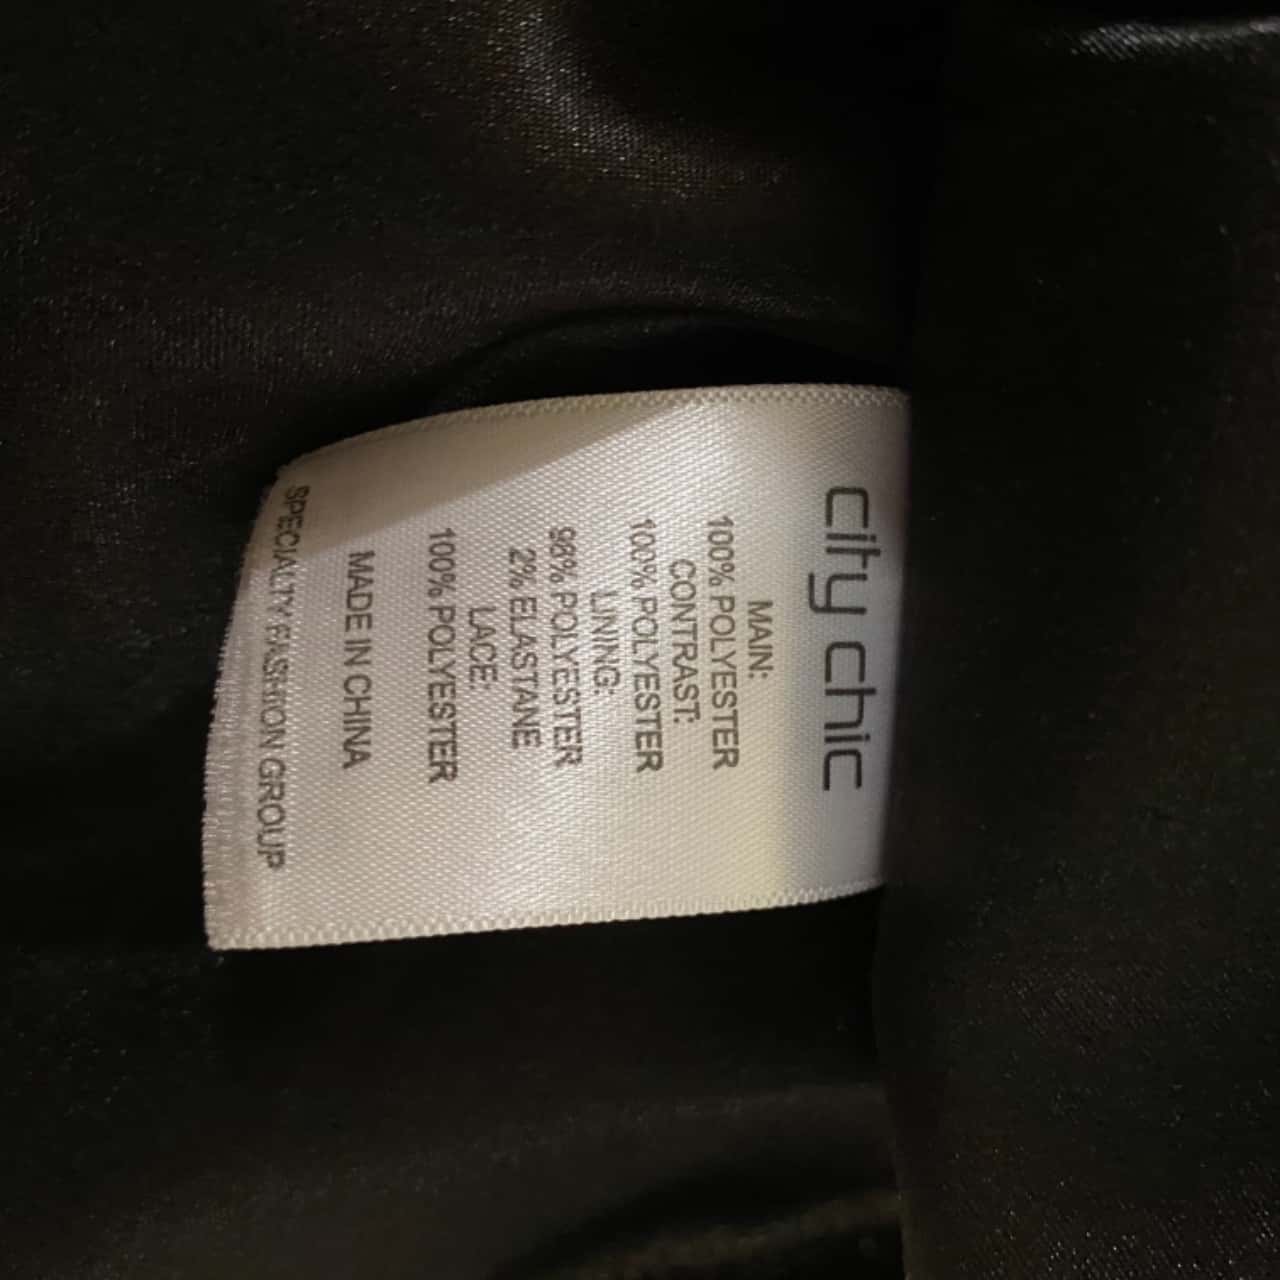 city chic
MAIN:
100% POLYESTER
CONTRAST:
100% POLYESTER
LINING:
98% POLYESTER
2% ELASTANE
LACE:
100% POLYESTER
MADE IN CHINA
SPECIALTY FASHION GROUP